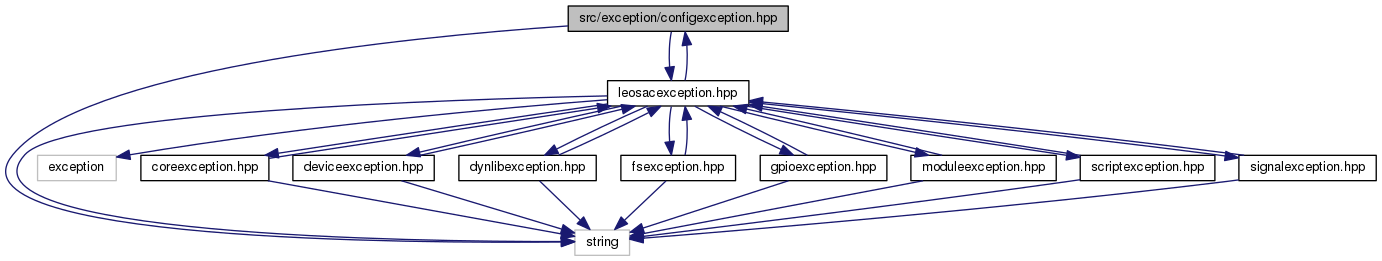 src/exception/configexception.hpp
leosacexception.hpp
exception
coreexception.hpp
deviceexception.hpp
dynlibexception.hpp
fsexception.hpp
gpioexception.hpp
moduleexception.hpp
scriptexception.hpp
signalexception.hpp
string